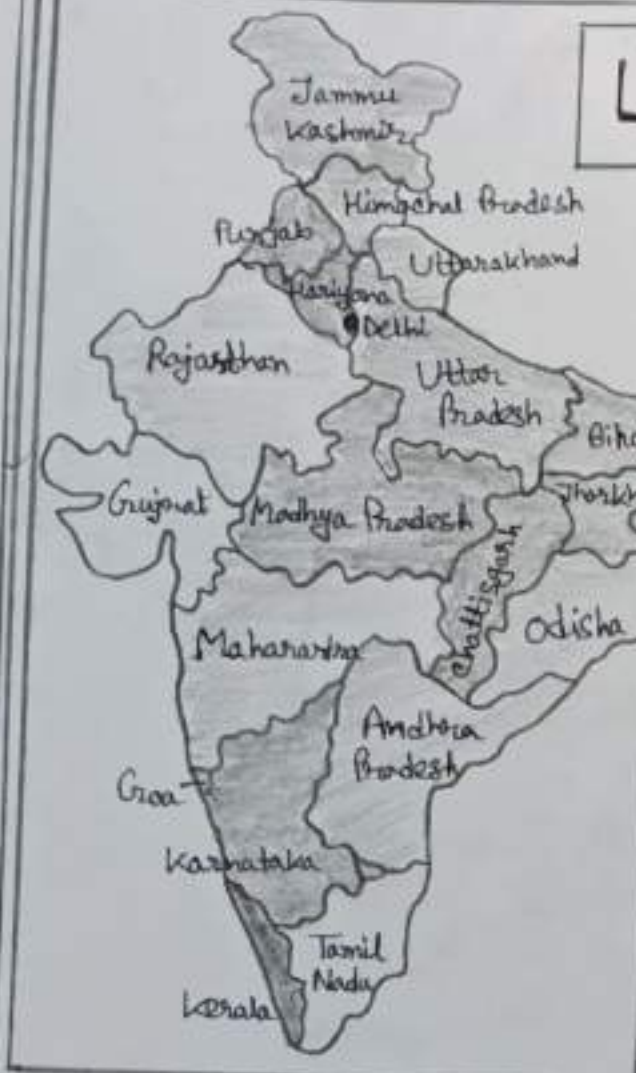 Jammu
Kashmir
Himachal Pradesh
Punjab
Uttarakhand
Hariyana
Delhi
Rajasthan
Uttar
Pradesh
Gujrat
Madhya Pradesh
Chattisgarh
Odisha
Maharastra
Andhra
Pradesh
Goa
Karnataka
Tamil
Nadu
Kerala